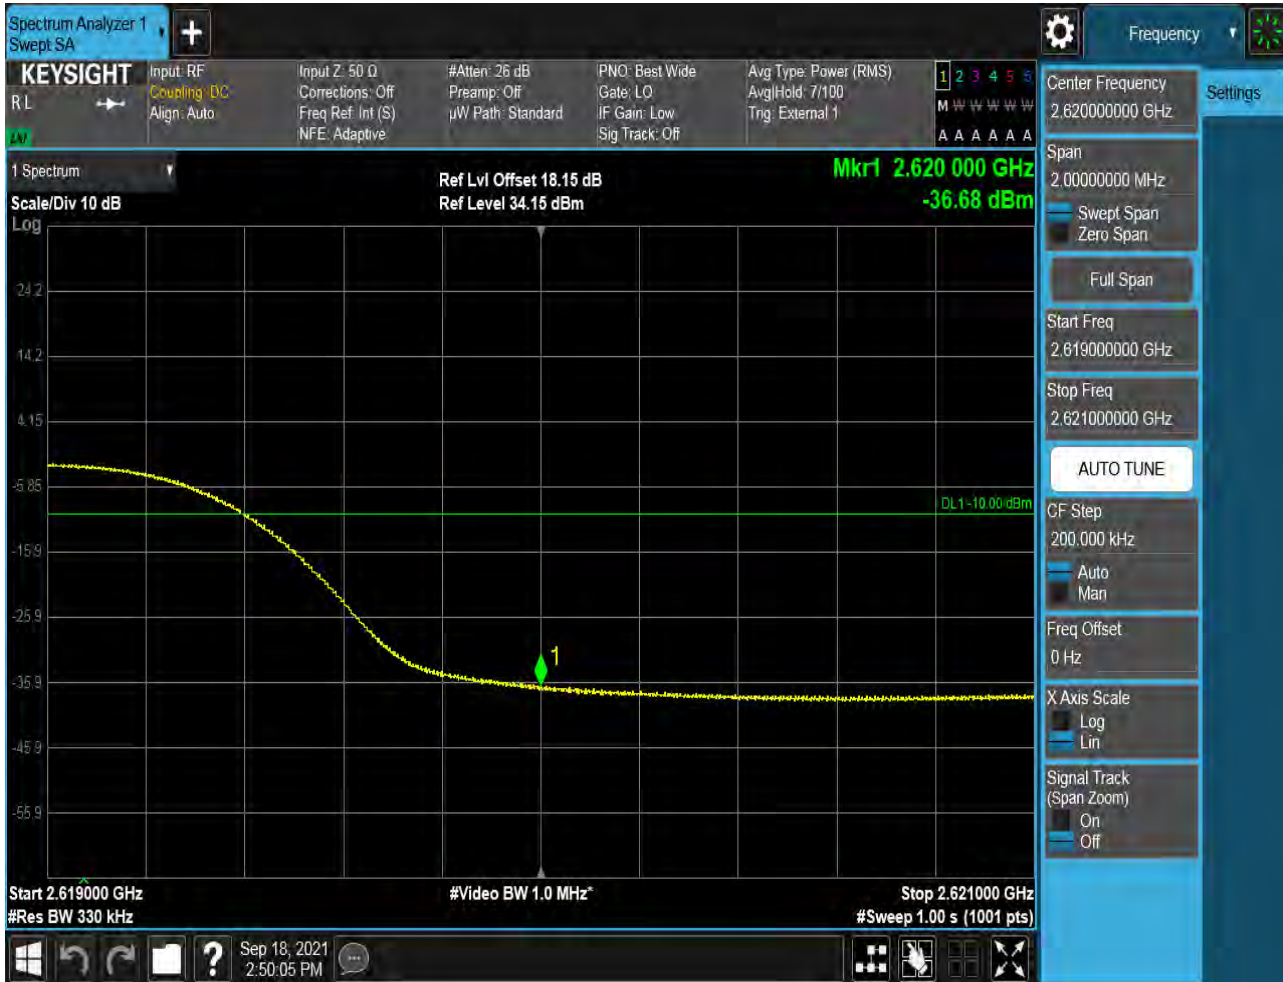 Spectrum Analyzer 1
Swept SA
+
Frequency
KEYSIGHT
R L
LNI
Input: RF
Coupling: DC
Align: Auto
Input Z: 50 Ω
Corrections: Off
Freq Ref: Int (S)
NFE: Adaptive
#Atten: 26 dB
Preamp: Off
µW Path: Standard
PNO: Best Wide
Gate: LO
IF Gain: Low
Sig Track: Off
Avg Type: Power (RMS)
Avg|Hold: 7/100
Trig: External 1
1 2 3 4 5 6
M W W W W W
A A A A A A
1 Spectrum
Scale/Div 10 dB
Log
Ref Lvl Offset 18.15 dB
Ref Level 34.15 dBm
Mkr1 2.620 000 GHz
-36.68 dBm
24.2
14.2
4.15
-5.85
-15.9
-25.9
-35.9
-45.9
-55.9
DL1 -10.00 dBm
1
Start 2.619000 GHz
#Res BW 330 kHz
#Video BW 1.0 MHz*
Stop 2.621000 GHz
#Sweep 1.00 s (1001 pts)
?
Sep 18, 2021
2:50:05 PM
Center Frequency
2.620000000 GHz
Settings
Span
2.00000000 MHz
Swept Span
Zero Span
Full Span
Start Freq
2.619000000 GHz
Stop Freq
2.621000000 GHz
AUTO TUNE
CF Step
200.000 kHz
Auto
Man
Freq Offset
0 Hz
X Axis Scale
Log
Lin
Signal Track
(Span Zoom)
On
Off